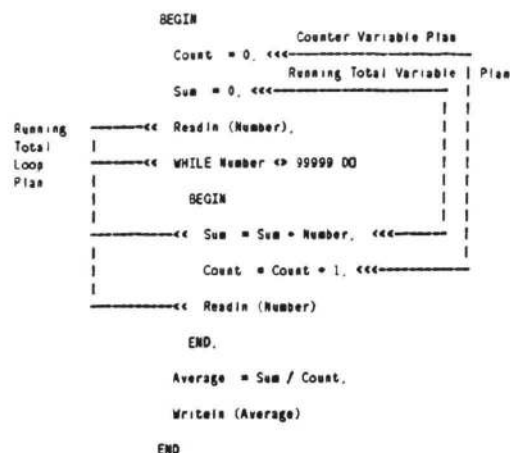 BEGIN
Counter Variable Plan
Count = 0, <<<
Running Total Variable | Plan
Sum = 0, <<<
Running << Readln (Number),
Total
Loop << WHILE Number <> 99999 DO
Plan
BEGIN
<< Sum = Sum + Number, <<<
Count = Count + 1, <<<
<< Readln (Number)
END,
Average = Sum / Count,
Writeln (Average)
END